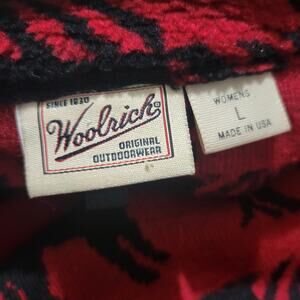 SINCE 1830
Woolrich®
ORIGINAL
OUTDOORWEAR
WOMENS
L
MADE IN USA